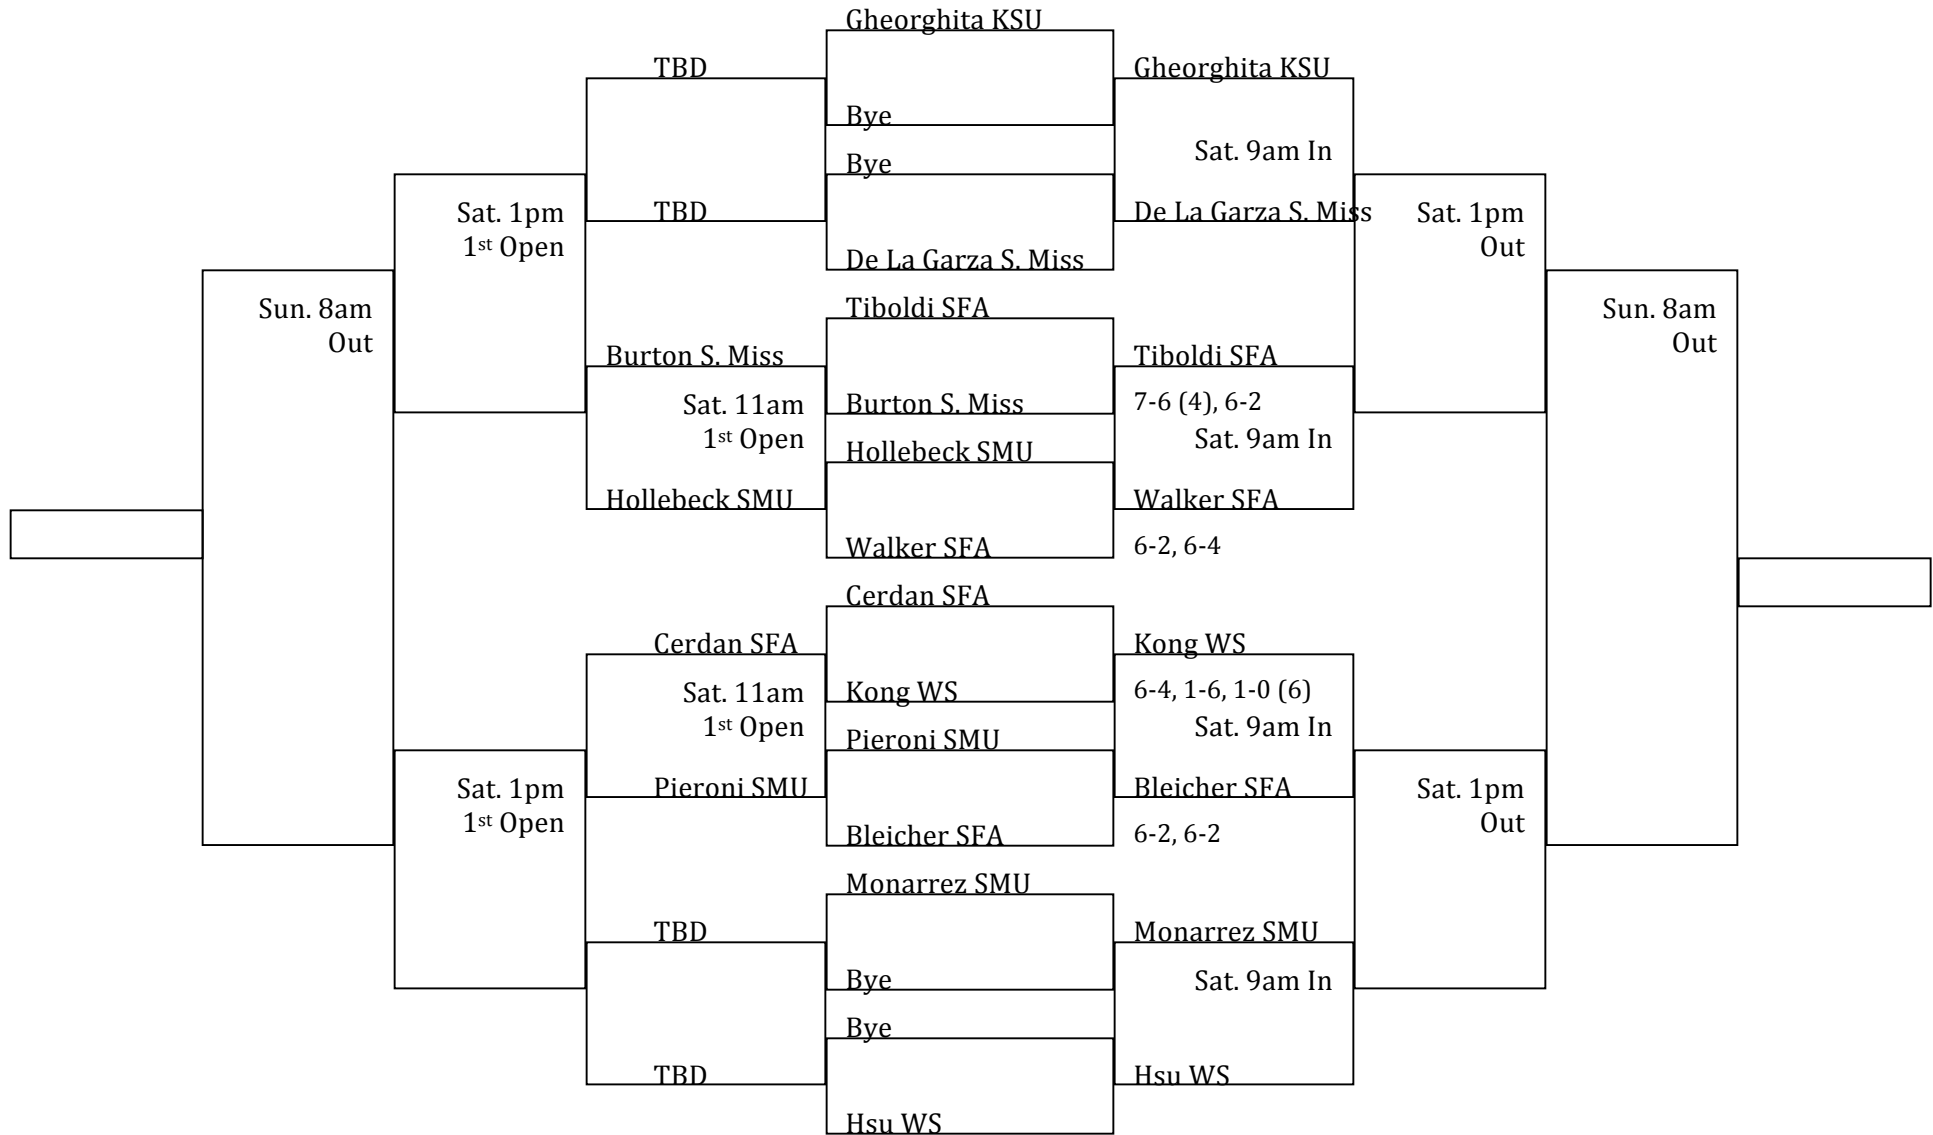 Gheorghita KSU
TBD
Gheorghita KSU
Bye
Sat. 9am In
Bye
Sat. 1pm
1st Open
TBD
De La Garza S. Miss
Sat. 1pm
Out
De La Garza S. Miss
Sun. 8am
Out
Tiboldi SFA
Sun. 8am
Out
Burton S. Miss
Tiboldi SFA
Sat. 11am
1st Open
Burton S. Miss
7-6 (4), 6-2
Sat. 9am In
Hollebeck SMU
Hollebeck SMU
Walker SFA
Walker SFA
6-2, 6-4
Cerdan SFA
Cerdan SFA
Kong WS
Sat. 11am
1st Open
Kong WS
6-4, 1-6, 1-0 (6)
Sat. 9am In
Pieroni SMU
Sat. 1pm
1st Open
Pieroni SMU
Bleicher SFA
Sat. 1pm
Out
Bleicher SFA
6-2, 6-2
Monarrez SMU
TBD
Monarrez SMU
Bye
Sat. 9am In
Bye
TBD
Hsu WS
Hsu WS